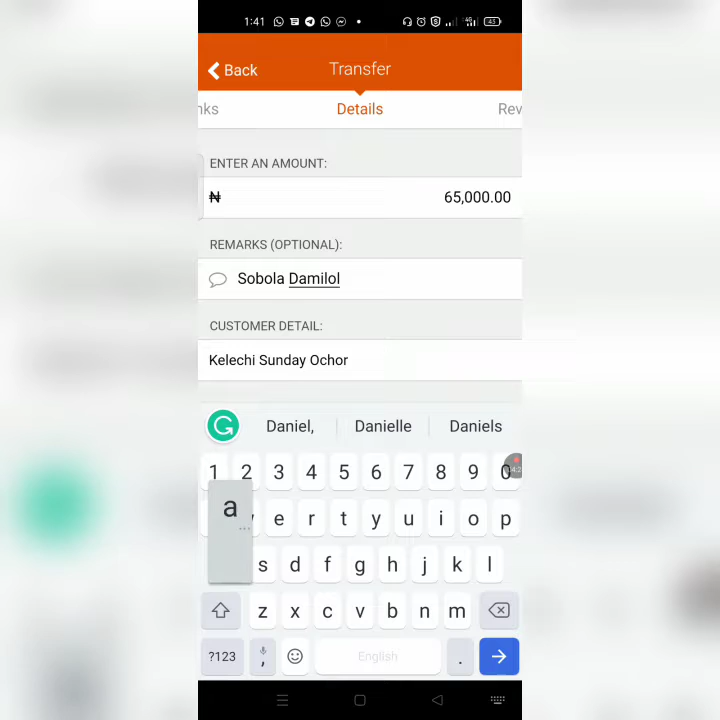 1:41
43
Back
Transfer
nks
Details
Rev
ENTER AN AMOUNT:
₦ 65,000.00
REMARKS (OPTIONAL):
Sobola Damilol
CUSTOMER DETAIL:
Kelechi Sunday Ochor
Daniel, Danielle Daniels
1 2 3 4 5 6 7 8 9 0
a
e r t y u i o p
s d f g h j k l
z x c v b n m
?123 , English .